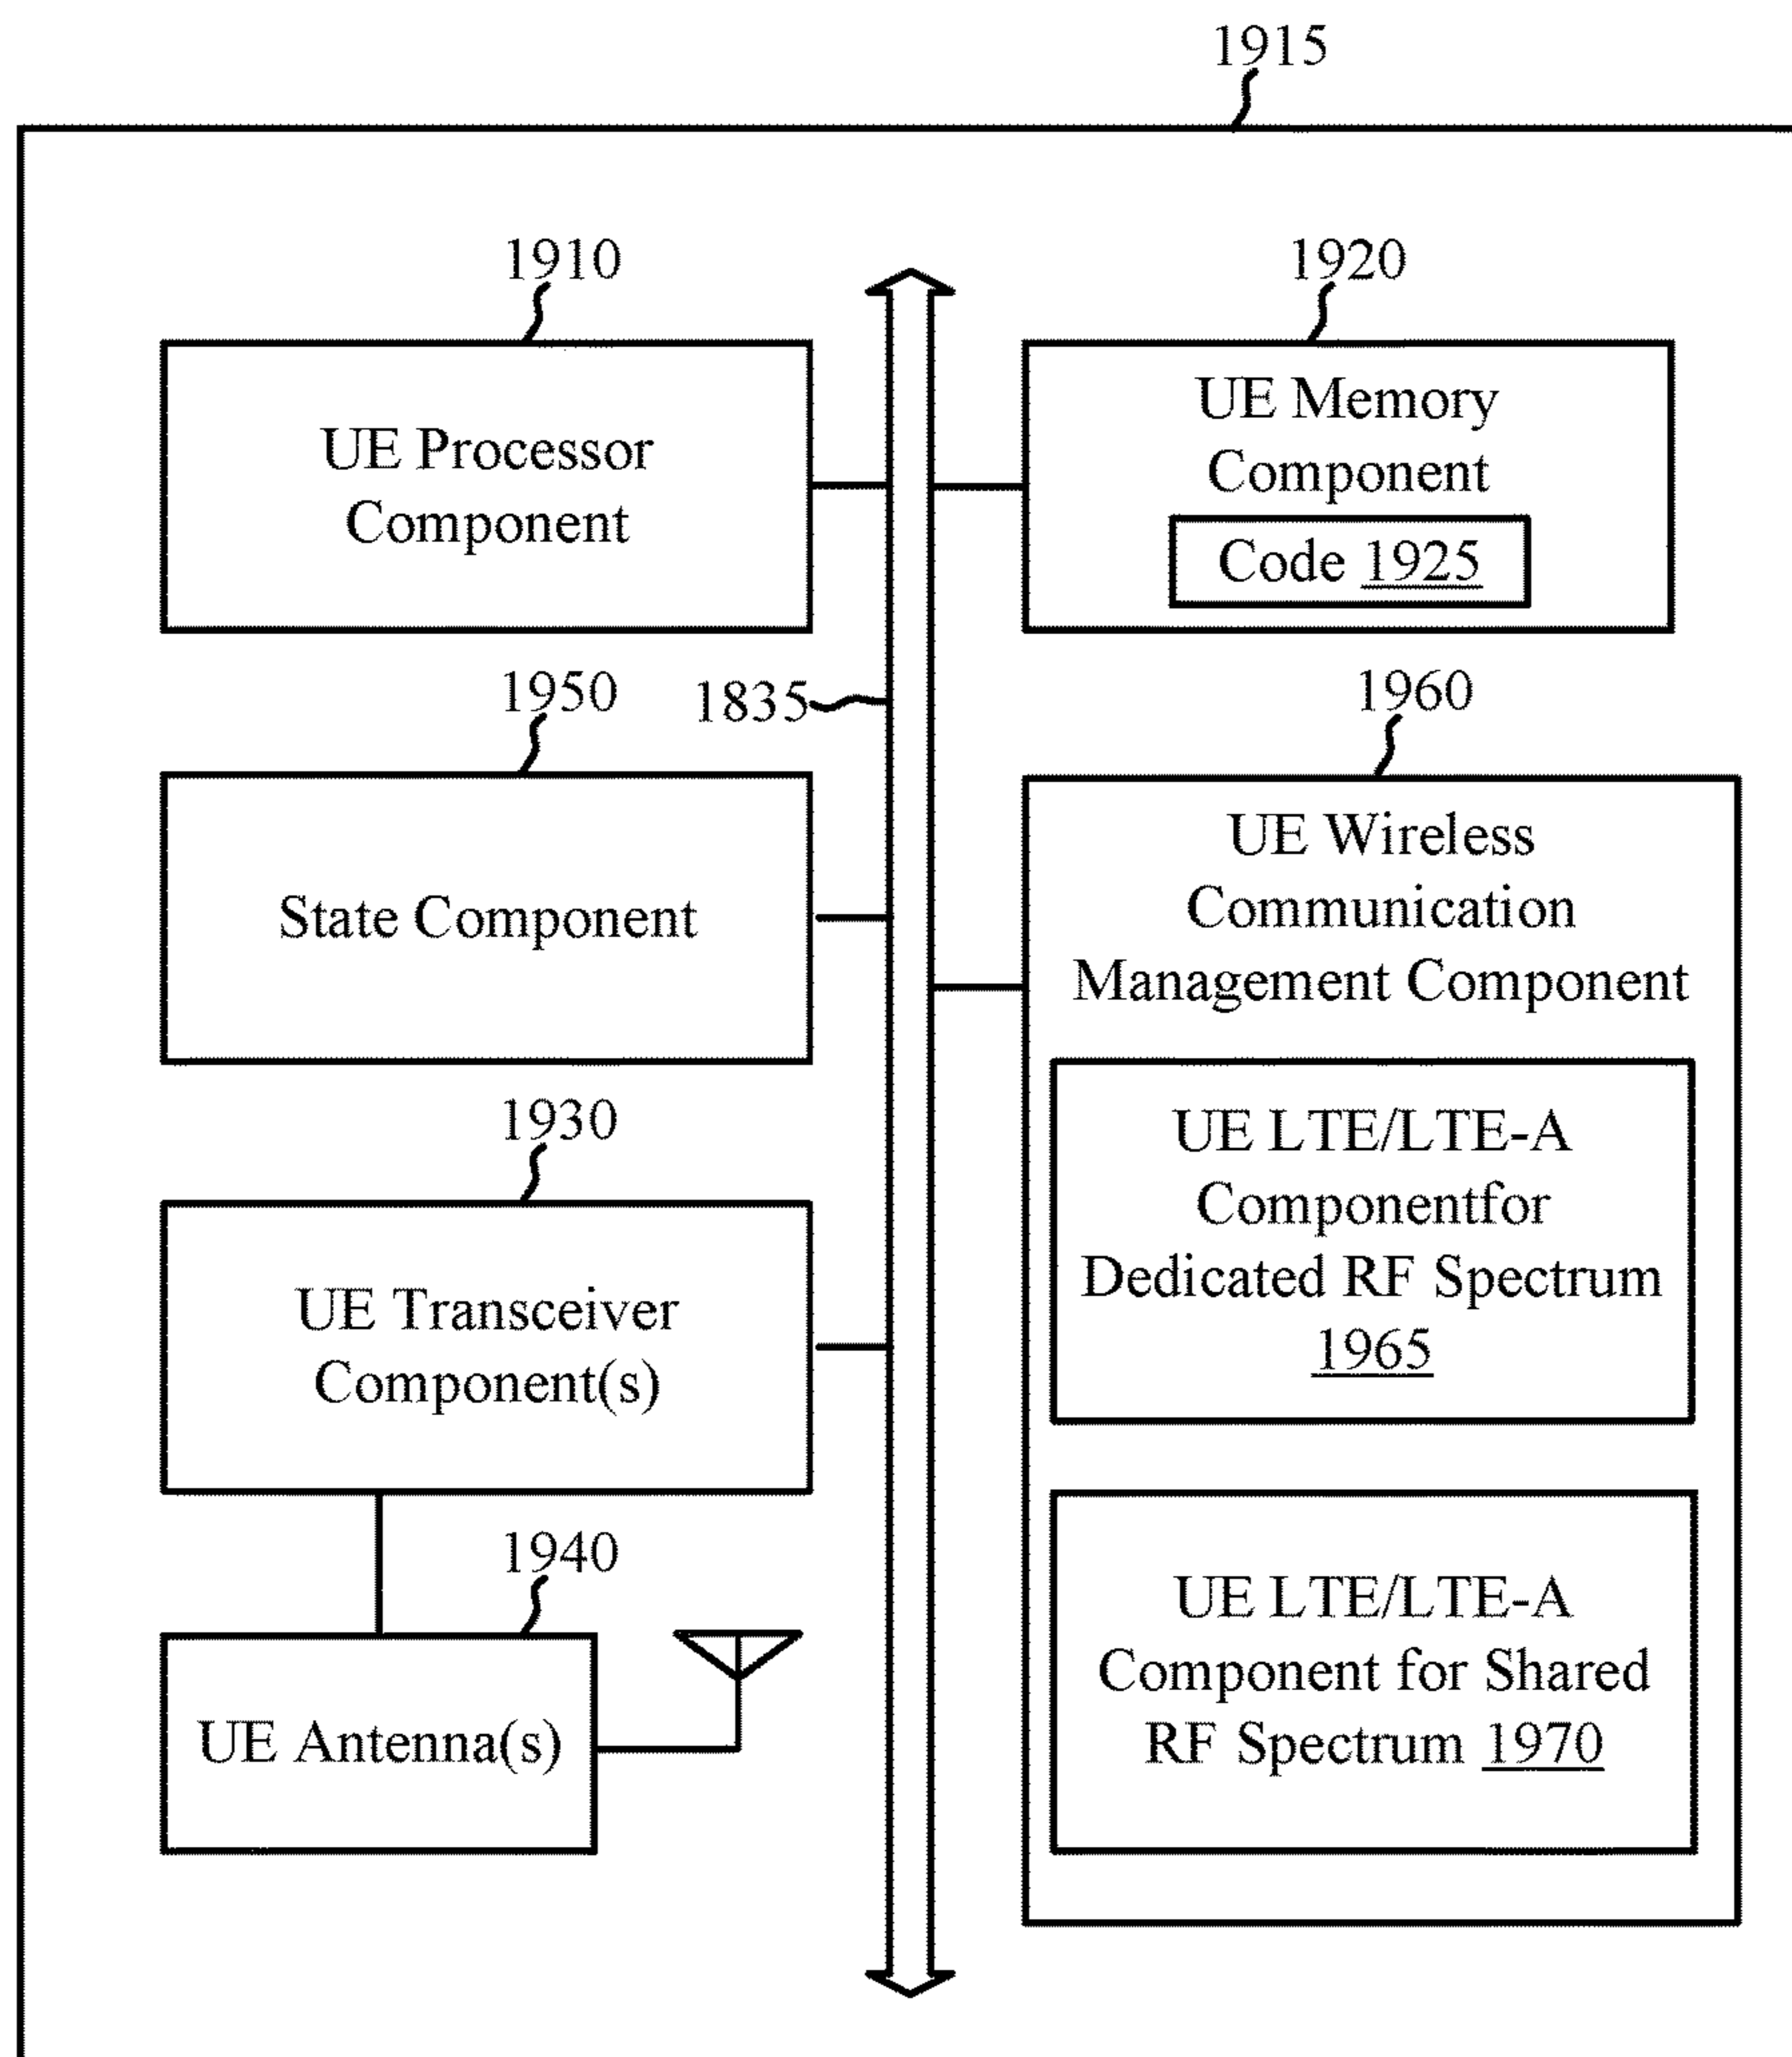 1915
1910
UE Processor
Component
1920
UE Memory
Component
Code 1925
1950
State Component
1835
1960
UE Wireless
Communication
Management Component
UE LTE/LTE-A
Componentfor
Dedicated RF Spectrum
1965
UE LTE/LTE-A
Component for Shared
RF Spectrum 1970
1930
UE Transceiver
Component(s)
1940
UE Antenna(s)